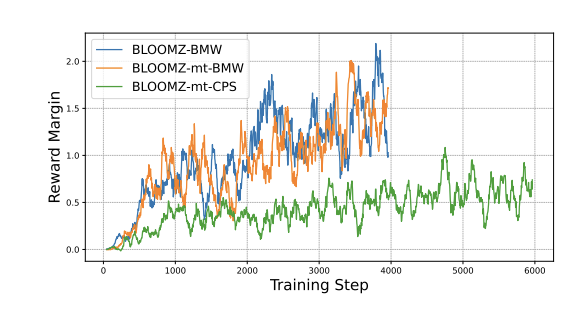 BLOOMZ-BMW
BLOOMZ-mt-BMW
BLOOMZ-mt-CPS
Reward Margin
2.0
1.5
1.0
0.5
0.0
0
1000
2000
3000
4000
5000
6000
Training Step